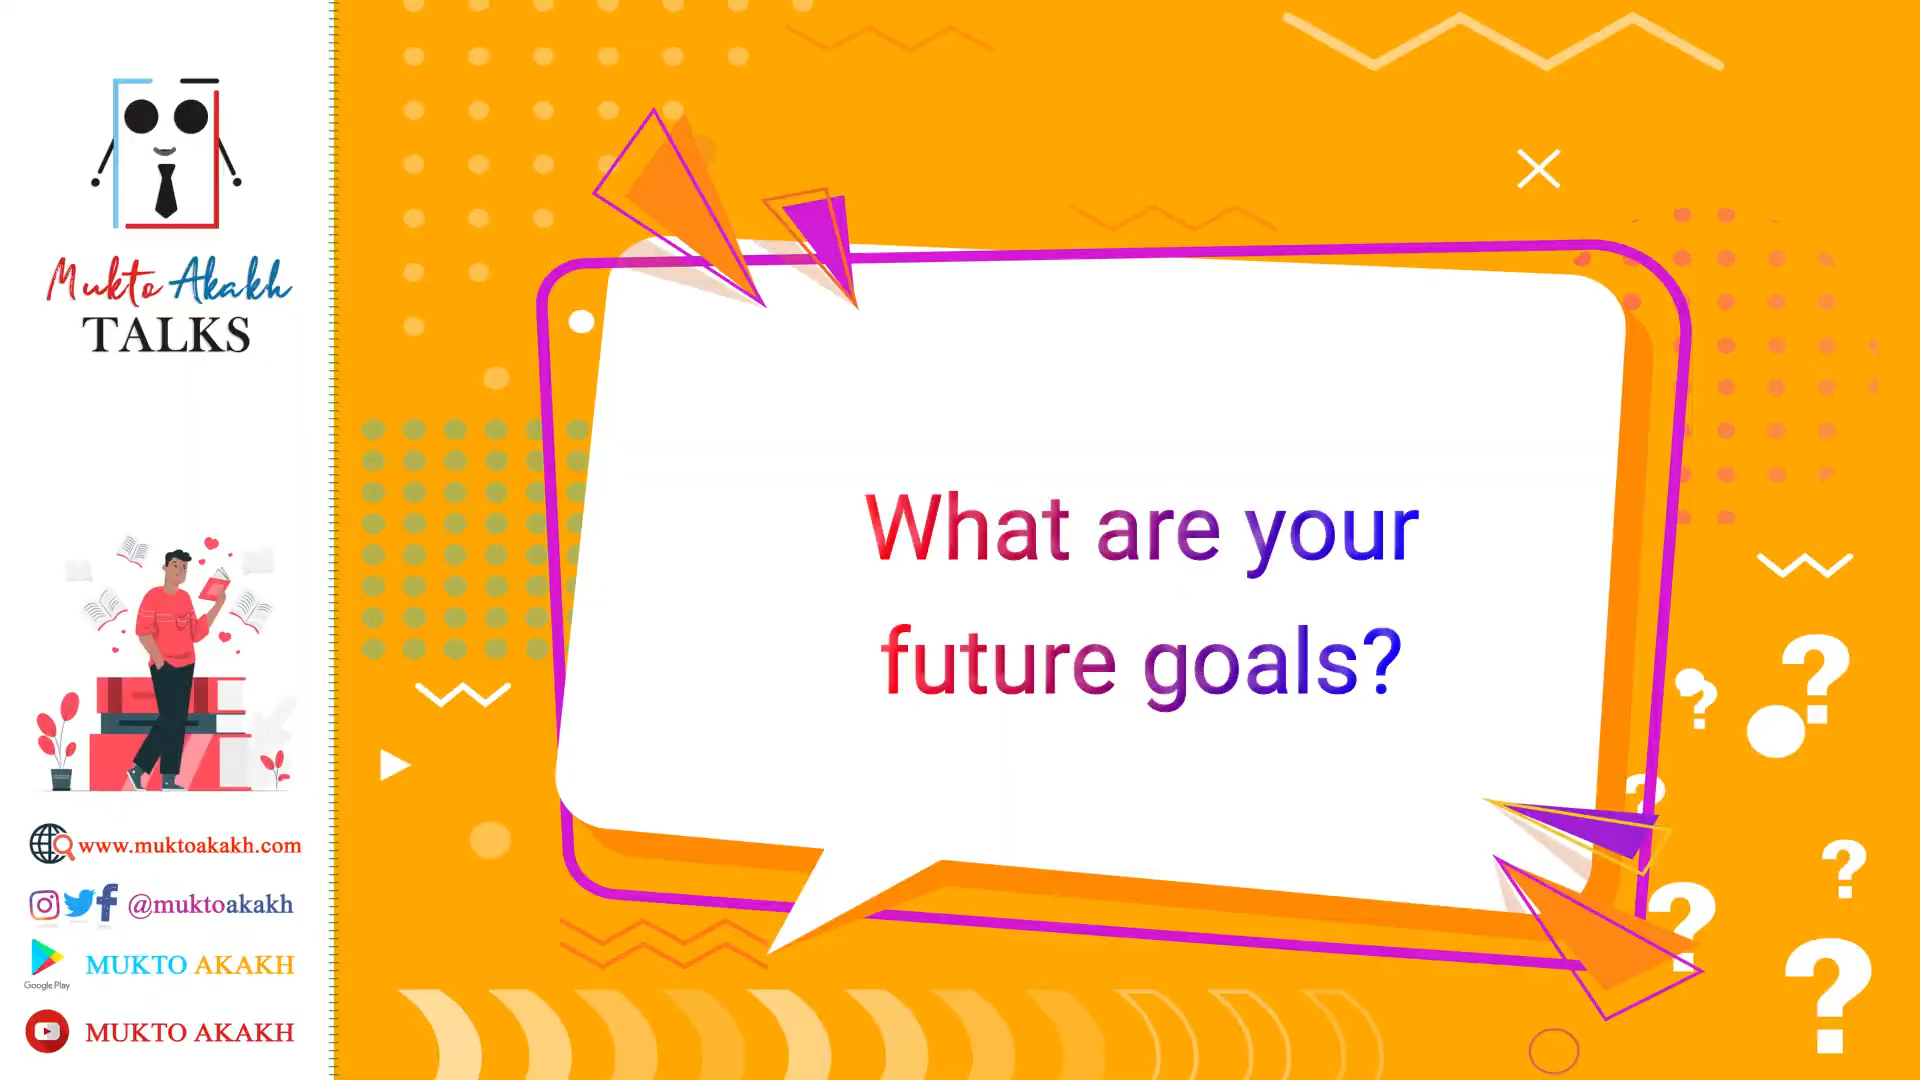 Mukto Akakh
TALKS
www.muktoakakh.com
@muktoakakh
Google Play
MUKTO AKAKH
MUKTO AKAKH
What are your
future goals?